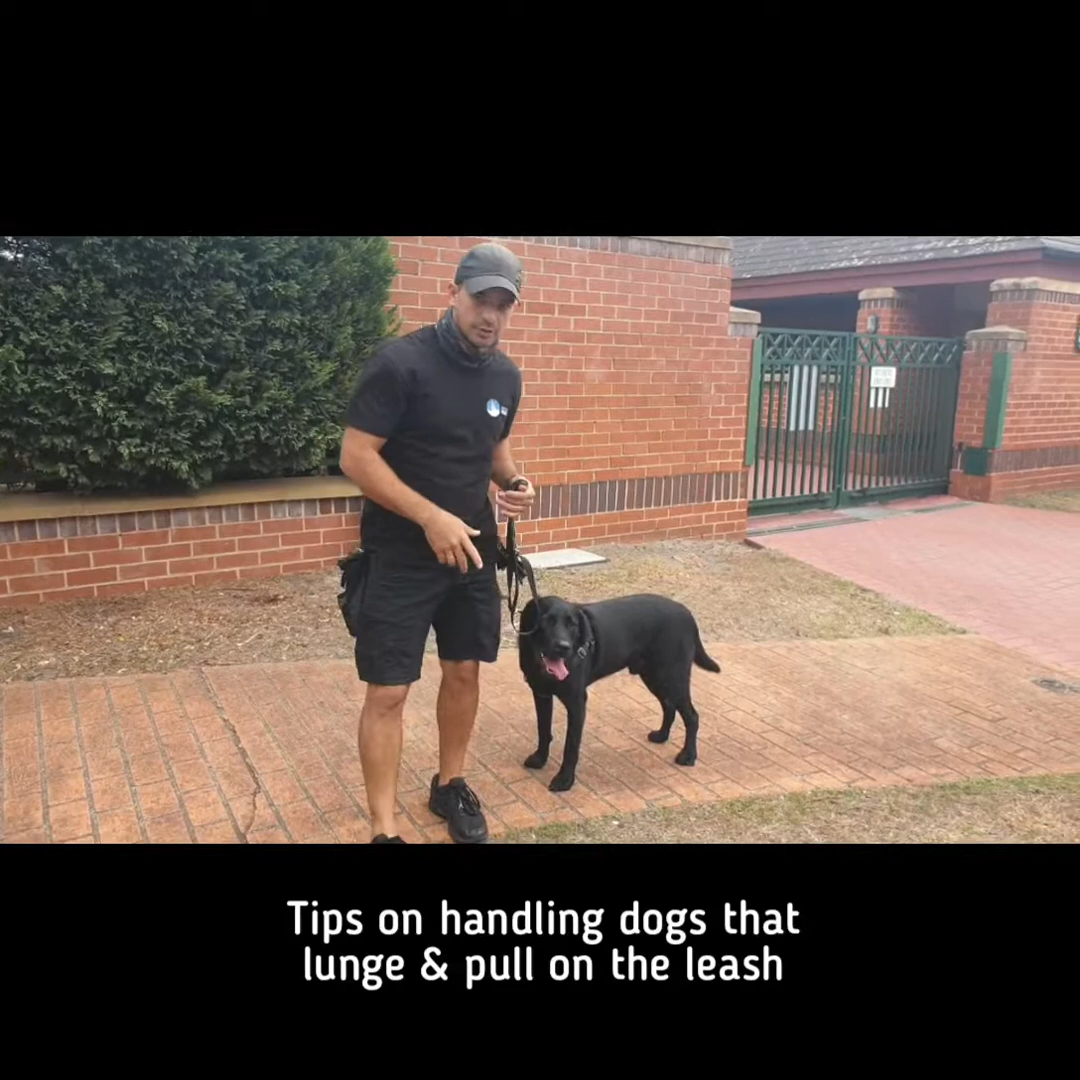 Tips on handling dogs that
lunge & pull on the leash